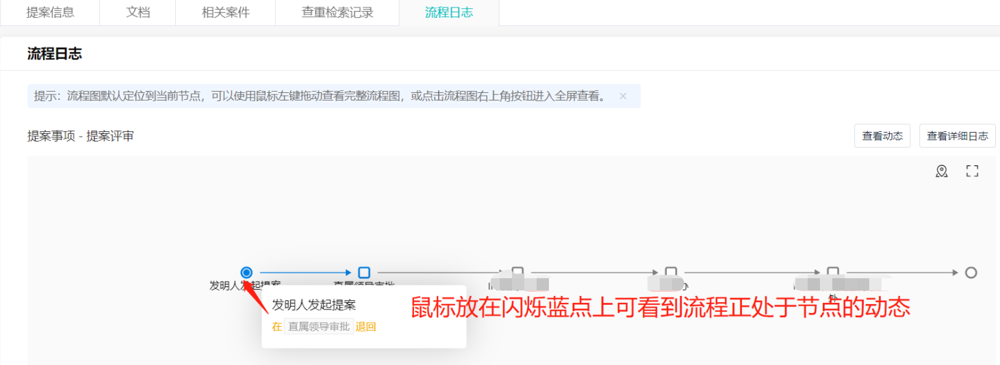 提案信息
文档
相关案件
查重检索记录
流程日志
流程日志
提示：流程图默认定位到当前节点，可以使用鼠标左键拖动查看完整流程图，或点击流程图右上角按钮进入全屏查看。
提案事项 - 提案评审
查看动态
查看详细日志
发明人发起提案
直属领导审批
发明人发起提案
在 直属领导审批 退回
鼠标放在闪烁蓝点上可看到流程正处于节点的动态